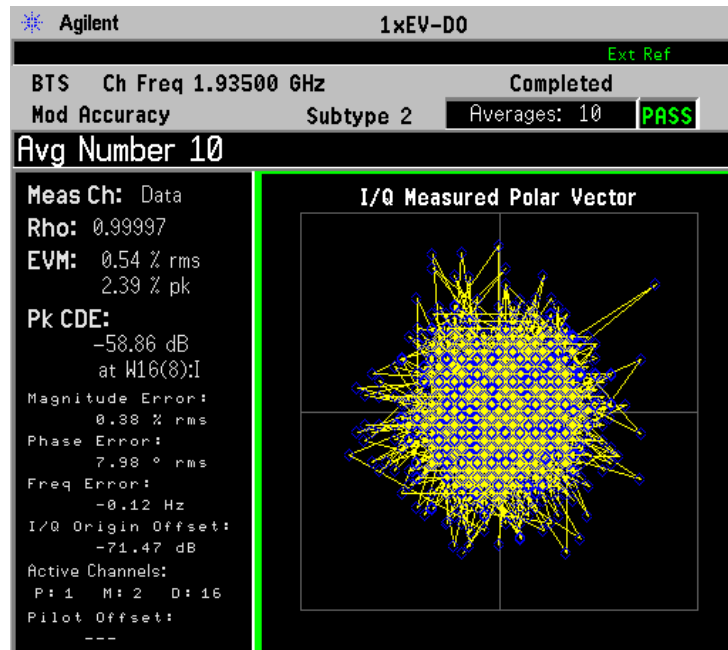 Agilent 1xEV-DO
Ext Ref
BTS Ch Freq 1.93500 GHz Completed
Mod Accuracy Subtype 2 Averages: 10 PASS
Avg Number 10
Meas Ch: Data
Rho: 0.99997
EVM: 0.54 % rms
2.39 % pk
Pk CDE:
-58.86 dB
at W16(8):I
Magnitude Error:
0.38 % rms
Phase Error:
7.98 ° rms
Freq Error:
-0.12 Hz
I/Q Origin Offset:
-71.47 dB
Active Channels:
P: 1 M: 2 D: 16
Pilot Offset:
---
I/Q Measured Polar Vector